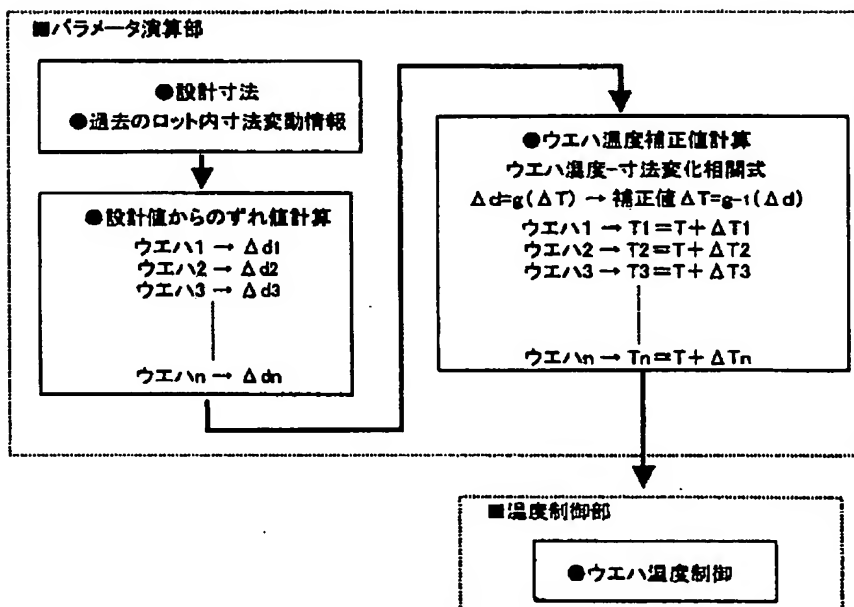 ■パラメータ演算部
●設計寸法
●過去のロット内寸法変動情報
●設計値からのずれ値計算
ウエハ1 → Δd1
ウエハ2 → Δd2
ウエハ3 → Δd3
ウエハn → Δdn
●ウエハ温度補正値計算
ウエハ温度-寸法変化相関式
Δd=g(ΔT) → 補正値ΔT=g-1(Δd)
ウエハ1 → T1=T+ΔT1
ウエハ2 → T2=T+ΔT2
ウエハ3 → T3=T+ΔT3
ウエハn → Tn=T+ΔTn
■温度制御部
●ウエハ温度制御